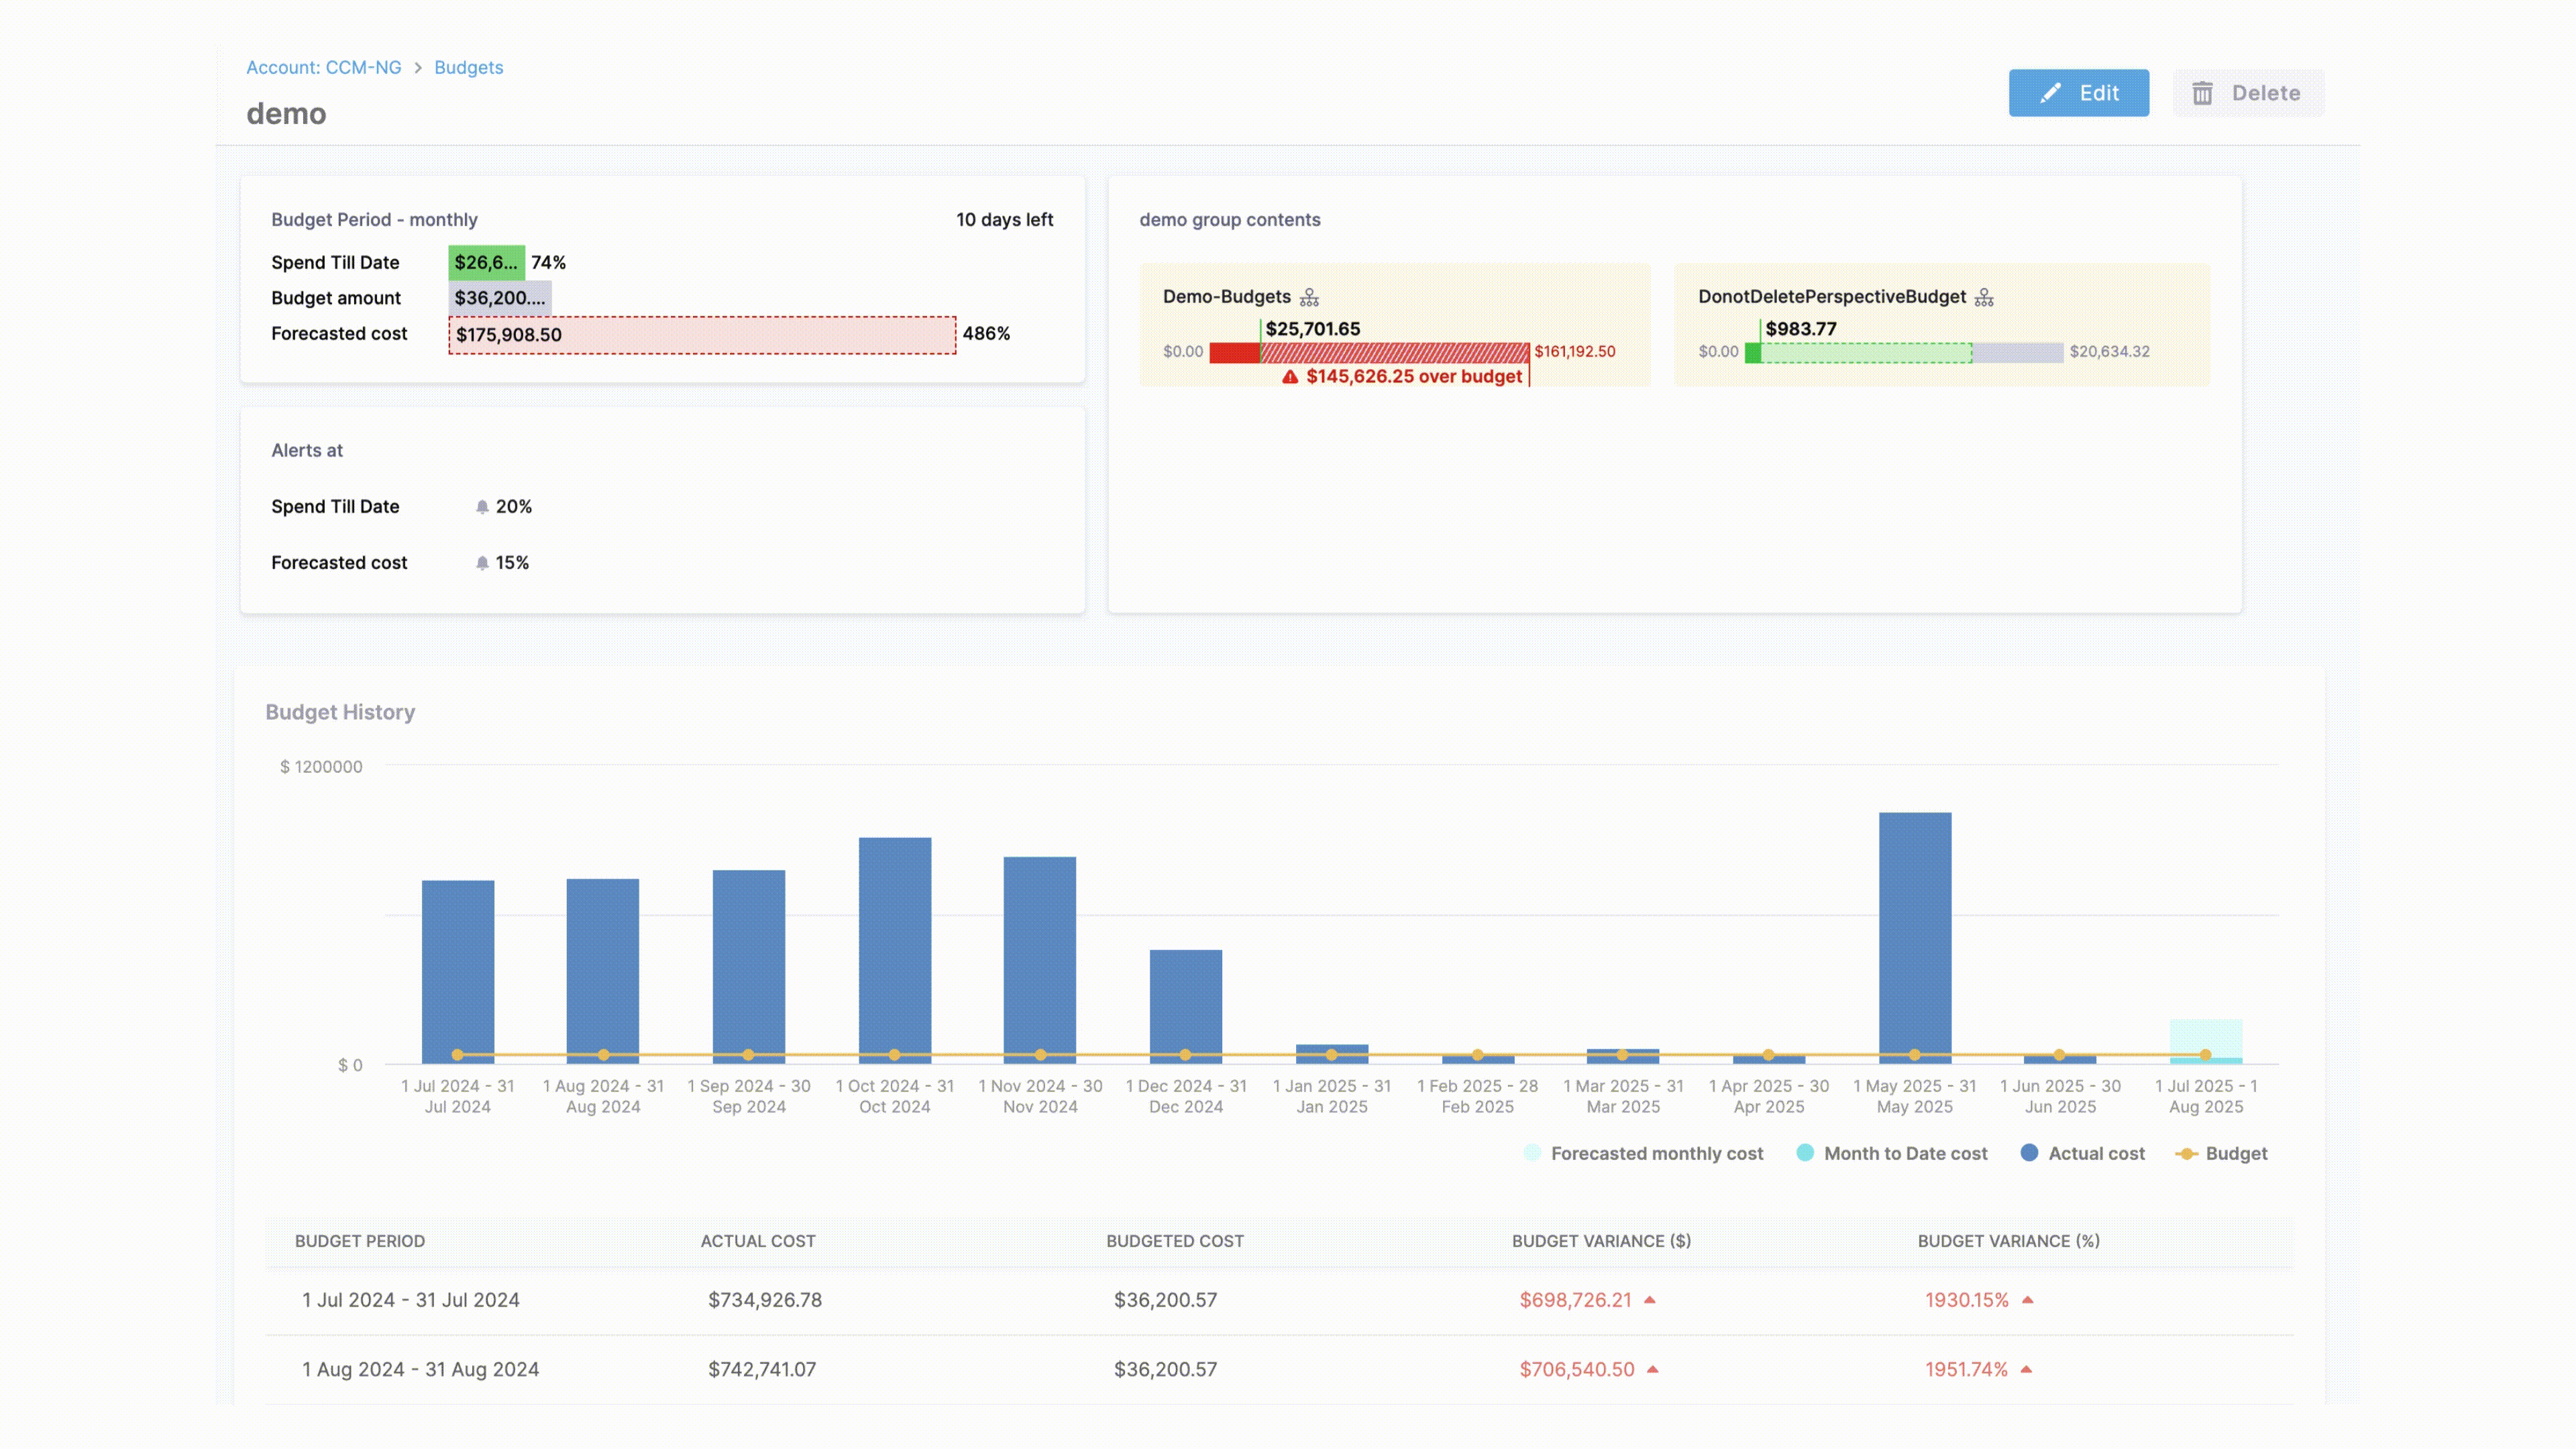 Account: CCM-NG > Budgets
demo
Edit
Delete
Budget Period - monthly
10 days left
Spend Till Date $26,6... 74%
Budget amount $36,200....
Forecasted cost $175,908.50 486%
demo group contents
Demo-Budgets
$25,701.65
$0.00 $161,192.50
$145,626.25 over budget
DonotDeletePerspectiveBudget
$983.77
$0.00 $20,634.32
Alerts at
Spend Till Date 20%
Forecasted cost 15%
Budget History
$ 1200000
$ 0
1 Jul 2024 - 31 Jul 2024
1 Aug 2024 - 31 Aug 2024
1 Sep 2024 - 30 Sep 2024
1 Oct 2024 - 31 Oct 2024
1 Nov 2024 - 30 Nov 2024
1 Dec 2024 - 31 Dec 2024
1 Jan 2025 - 31 Jan 2025
1 Feb 2025 - 28 Feb 2025
1 Mar 2025 - 31 Mar 2025
1 Apr 2025 - 30 Apr 2025
1 May 2025 - 31 May 2025
1 Jun 2025 - 30 Jun 2025
1 Jul 2025 - 1 Aug 2025
Forecasted monthly cost Month to Date cost Actual cost Budget
BUDGET PERIOD ACTUAL COST BUDGETED COST BUDGET VARIANCE ($) BUDGET VARIANCE (%)
1 Jul 2024 - 31 Jul 2024 $734,926.78 $36,200.57 $698,726.21 1930.15%
1 Aug 2024 - 31 Aug 2024 $742,741.07 $36,200.57 $706,540.50 1951.74%